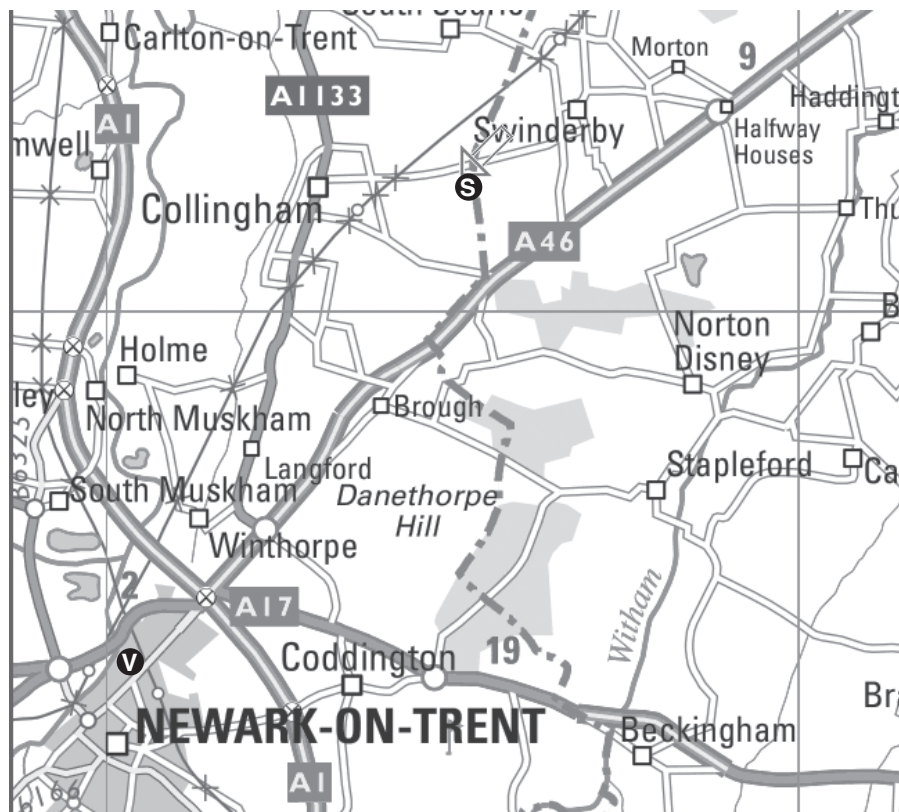 Carlton-on-Trent
A1133
Morton
9
A1
Swinderby
Halfway
Houses
S
Collingham
A46
Norton
Disney
Holme
North Muskham
Brough
Langford
Stapleford
South Muskham
Danethorpe
Hill
Winthorpe
2
A17
Witham
V
Coddington
19
NEWARK-ON-TRENT
Beckingham
A1